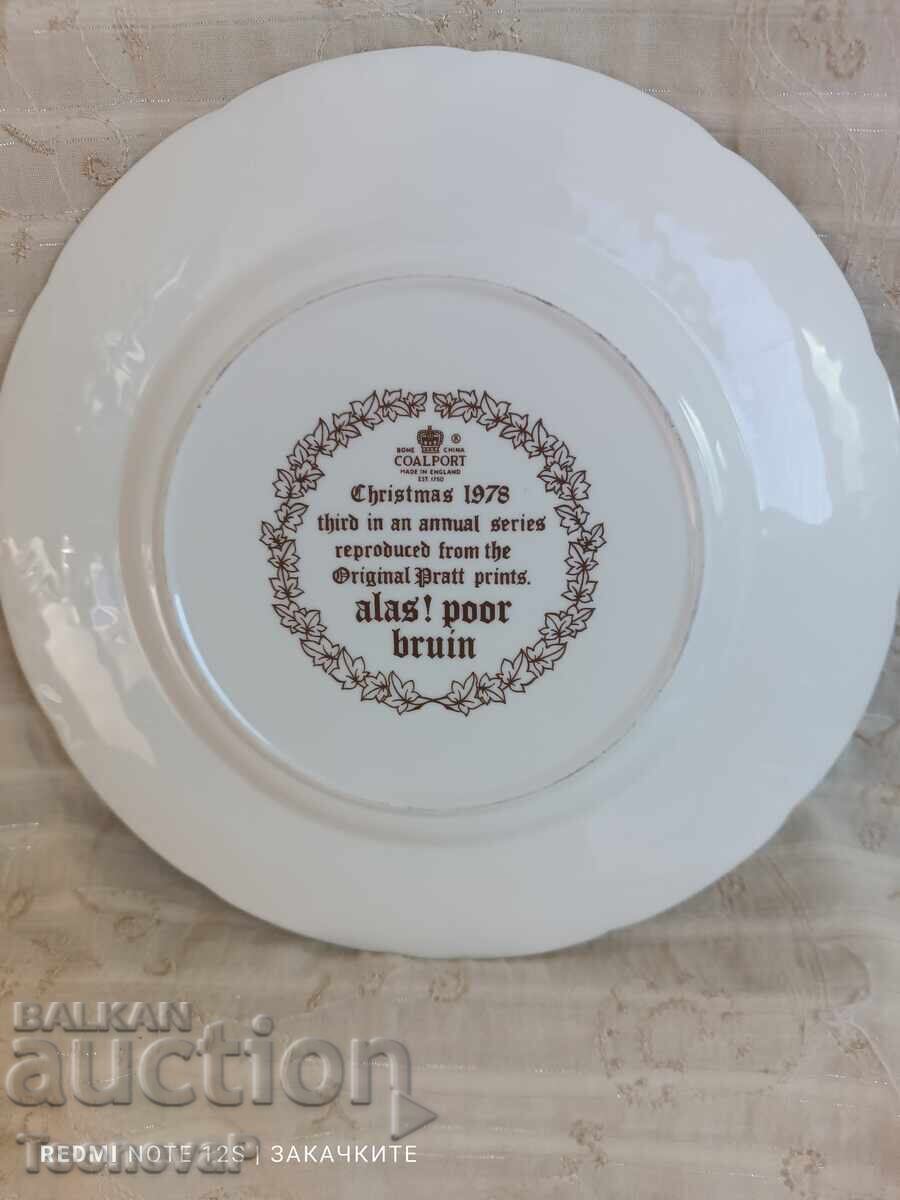 BONE CHINA
COALPORT
MADE IN ENGLAND
EST. 1750
Christmas 1978
third in an annual series
reproduced from the
Original Pratt prints.
alas! poor
bruin
BALKAN
auction
REDMI NOTE 12S | ЗАКАЧКИТЕ